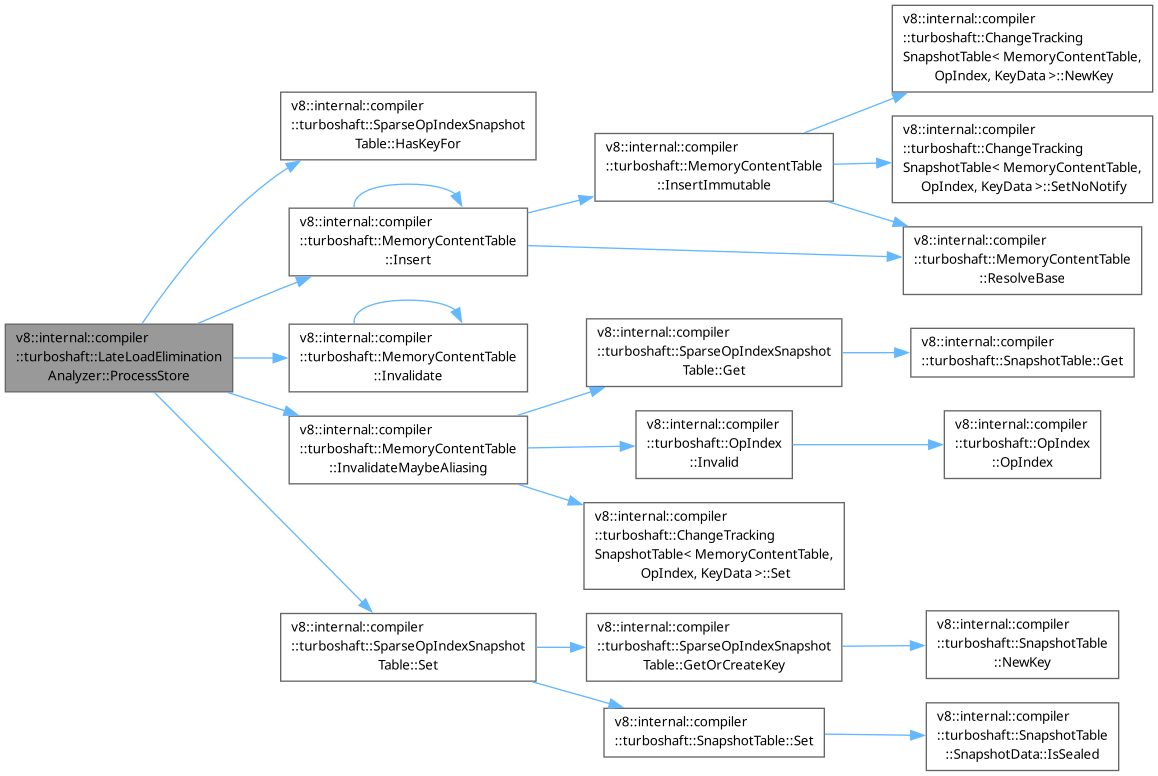 v8::internal::compiler
::turboshaft::LateLoadElimination
Analyzer::ProcessStore
v8::internal::compiler
::turboshaft::SparseOpIndexSnapshot
Table::HasKeyFor
v8::internal::compiler
::turboshaft::MemoryContentTable
::Insert
v8::internal::compiler
::turboshaft::MemoryContentTable
::InsertImmutable
v8::internal::compiler
::turboshaft::ChangeTracking
SnapshotTable< MemoryContentTable,
OpIndex, KeyData >::NewKey
v8::internal::compiler
::turboshaft::ChangeTracking
SnapshotTable< MemoryContentTable,
OpIndex, KeyData >::SetNoNotify
v8::internal::compiler
::turboshaft::MemoryContentTable
::ResolveBase
v8::internal::compiler
::turboshaft::MemoryContentTable
::Invalidate
v8::internal::compiler
::turboshaft::MemoryContentTable
::InvalidateMaybeAliasing
v8::internal::compiler
::turboshaft::SparseOpIndexSnapshot
Table::Get
v8::internal::compiler
::turboshaft::SnapshotTable::Get
v8::internal::compiler
::turboshaft::OpIndex
::Invalid
v8::internal::compiler
::turboshaft::OpIndex
::OpIndex
v8::internal::compiler
::turboshaft::ChangeTracking
SnapshotTable< MemoryContentTable,
OpIndex, KeyData >::Set
v8::internal::compiler
::turboshaft::SparseOpIndexSnapshot
Table::Set
v8::internal::compiler
::turboshaft::SparseOpIndexSnapshot
Table::GetOrCreateKey
v8::internal::compiler
::turboshaft::SnapshotTable
::NewKey
v8::internal::compiler
::turboshaft::SnapshotTable::Set
v8::internal::compiler
::turboshaft::SnapshotTable
::SnapshotData::IsSealed